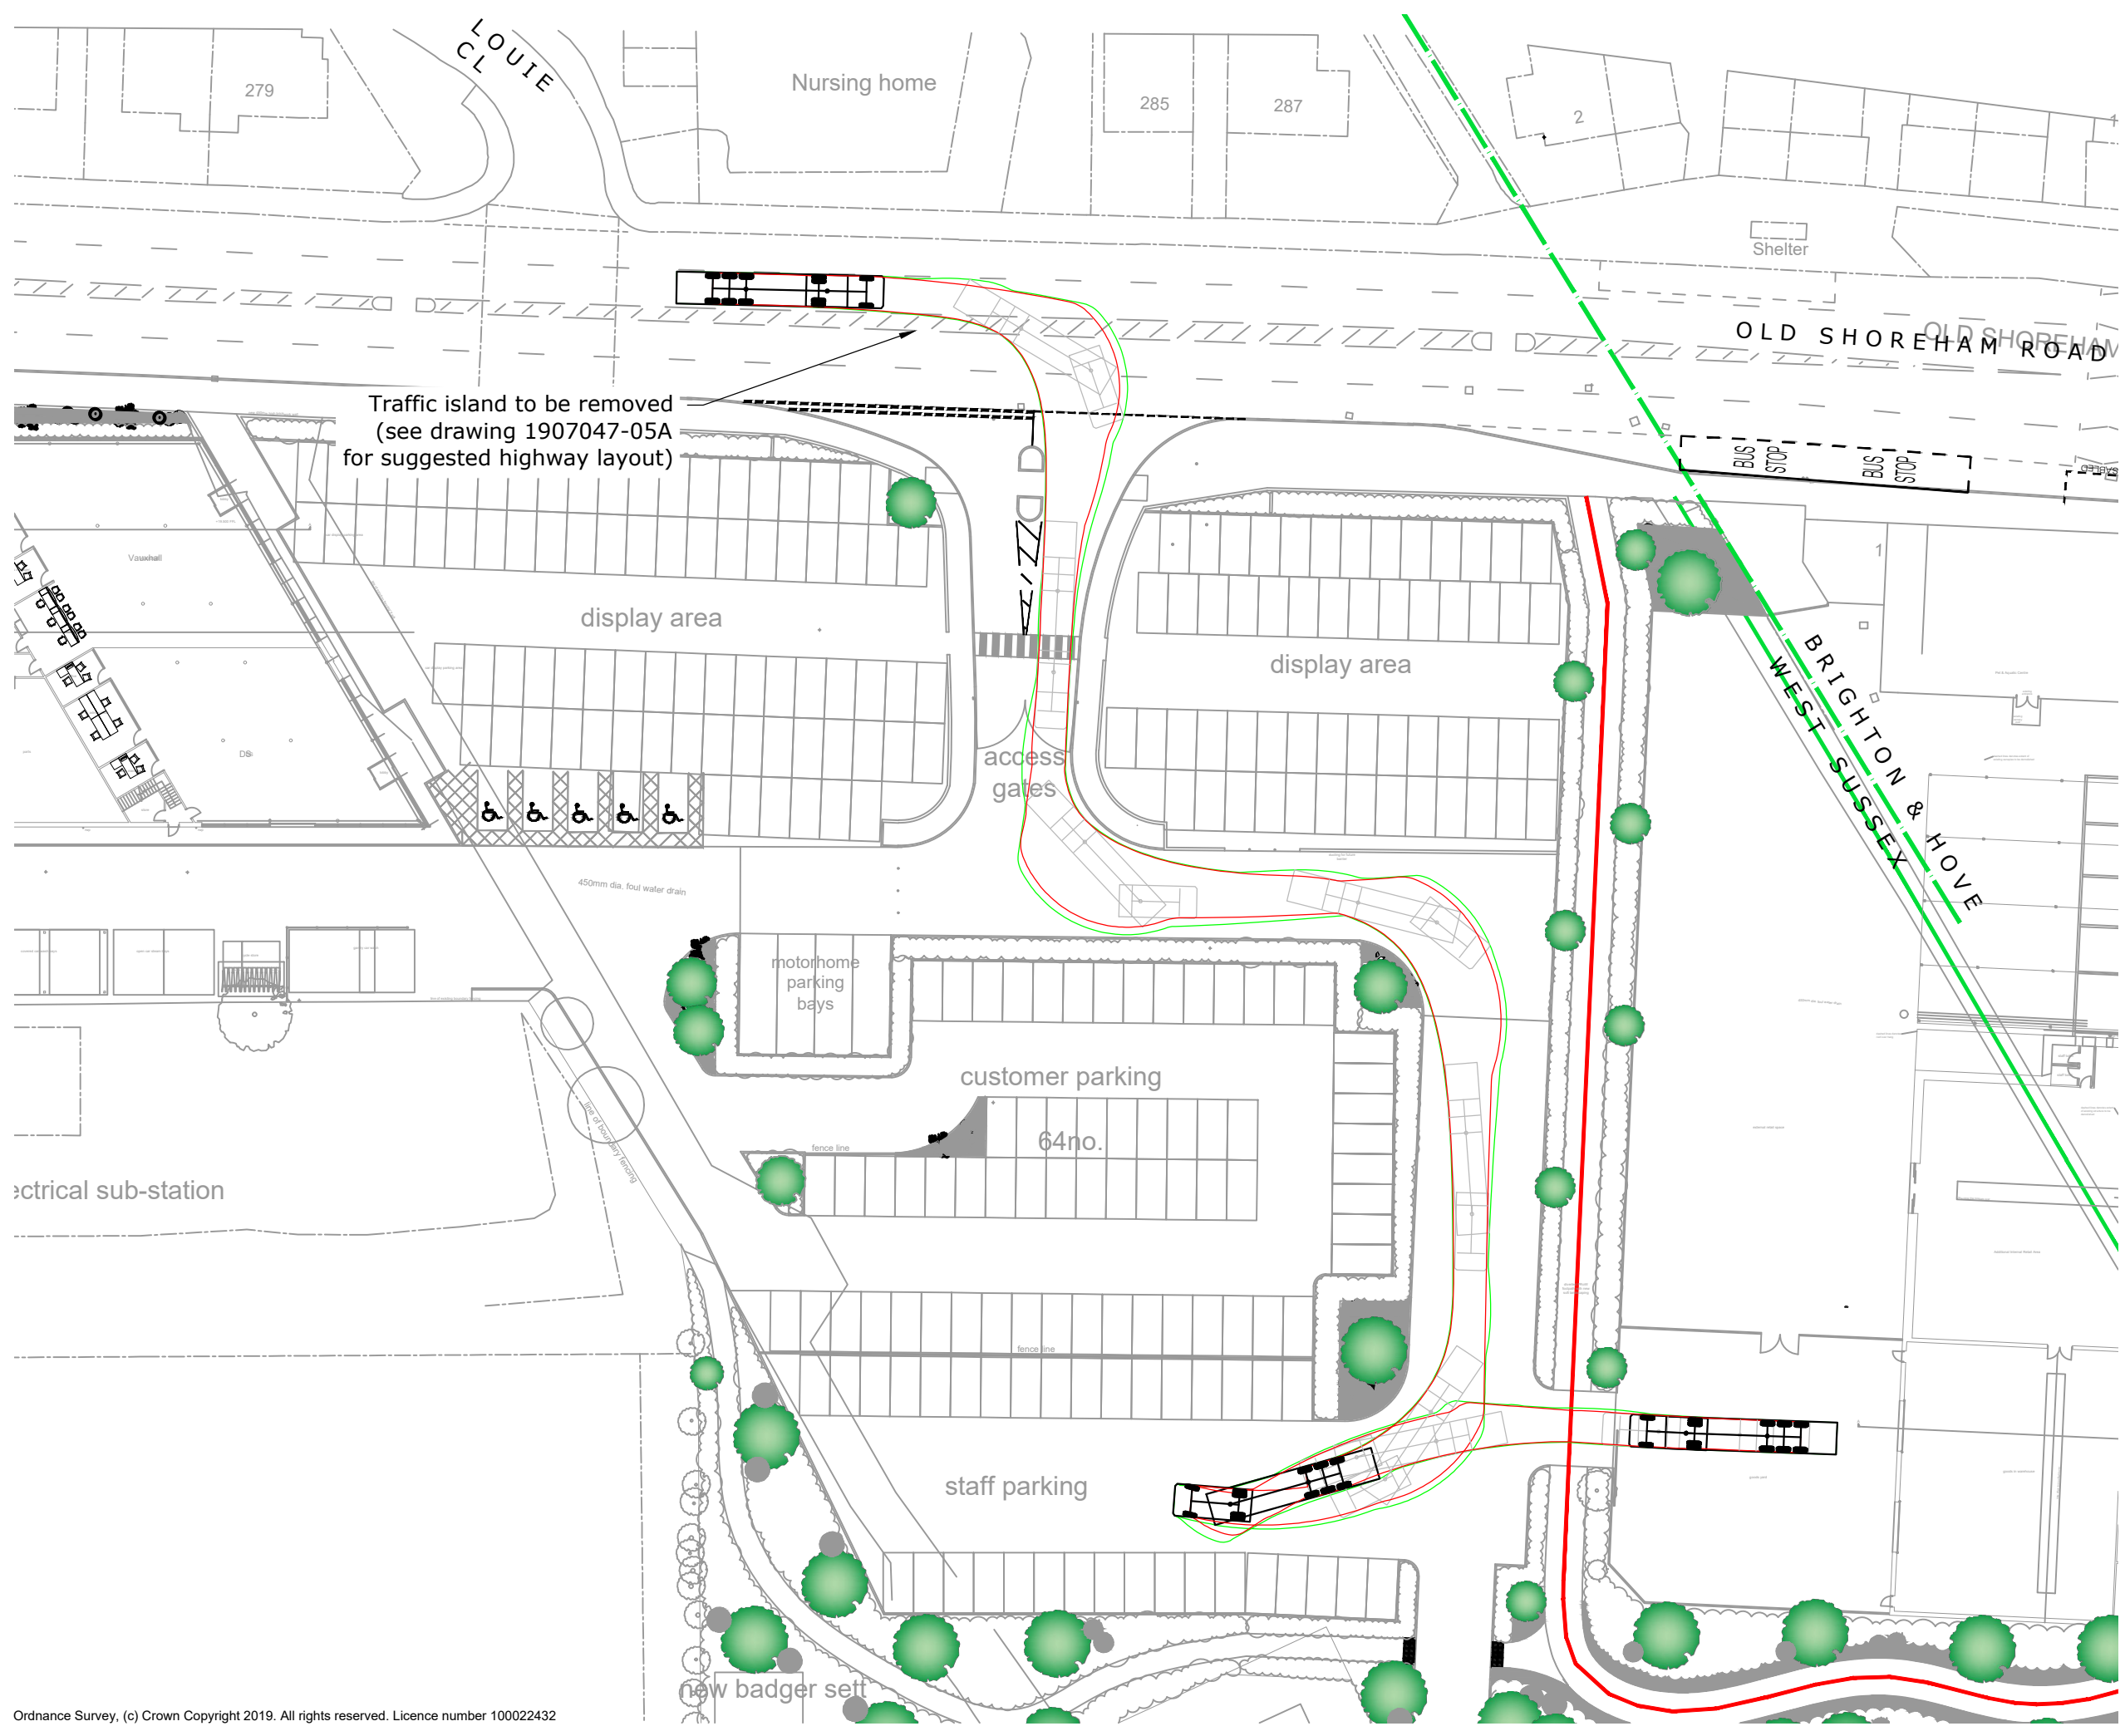 LOUIE
CL
279
Nursing home
285
287
2
Shelter
OLD SHOREHAM ROAD
OLD SHOREHAM
Traffic island to be removed
(see drawing 1907047-05A
for suggested highway layout)
BUS
STOP
BUS
STOP
1
Vauxhall
display area
display area
BRIGHTON & HOVE
WEST SUSSEX
access
gates
450mm dia. foul water drain
motorhome
parking
bays
customer parking
64no.
fence line
line of boundary fencing
ectrical sub-station
fence line
staff parking
new badger sett
Ordnance Survey, (c) Crown Copyright 2019. All rights reserved. Licence number 100022432